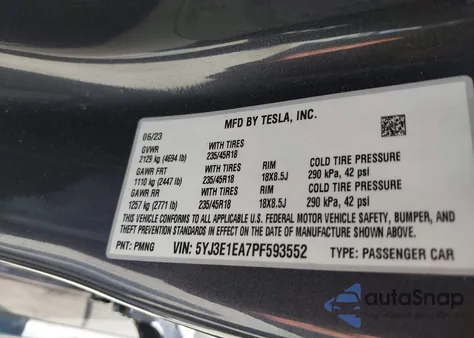 MFD BY TESLA, INC.
06/23
GVWR WITH TIRES
2129 kg (4694 lb) 235/45R18
GAWR FRT WITH TIRES RIM COLD TIRE PRESSURE
1110 kg (2447 lb) 235/45R18 18X8.5J 290 kPa, 42 psi
GAWR RR WITH TIRES RIM COLD TIRE PRESSURE
1257 kg (2771 lb) 235/45R18 18X8.5J 290 kPa, 42 psi
THIS VEHICLE CONFORMS TO ALL APPLICABLE U.S. FEDERAL MOTOR VEHICLE SAFETY, BUMPER, AND
THEFT PREVENTION STANDARDS IN EFFECT ON THE DATE OF MANUFACTURE SHOWN ABOVE.
PNT: PMNG VIN: 5YJ3E1EA7PF593552 TYPE: PASSENGER CAR
autoSnap